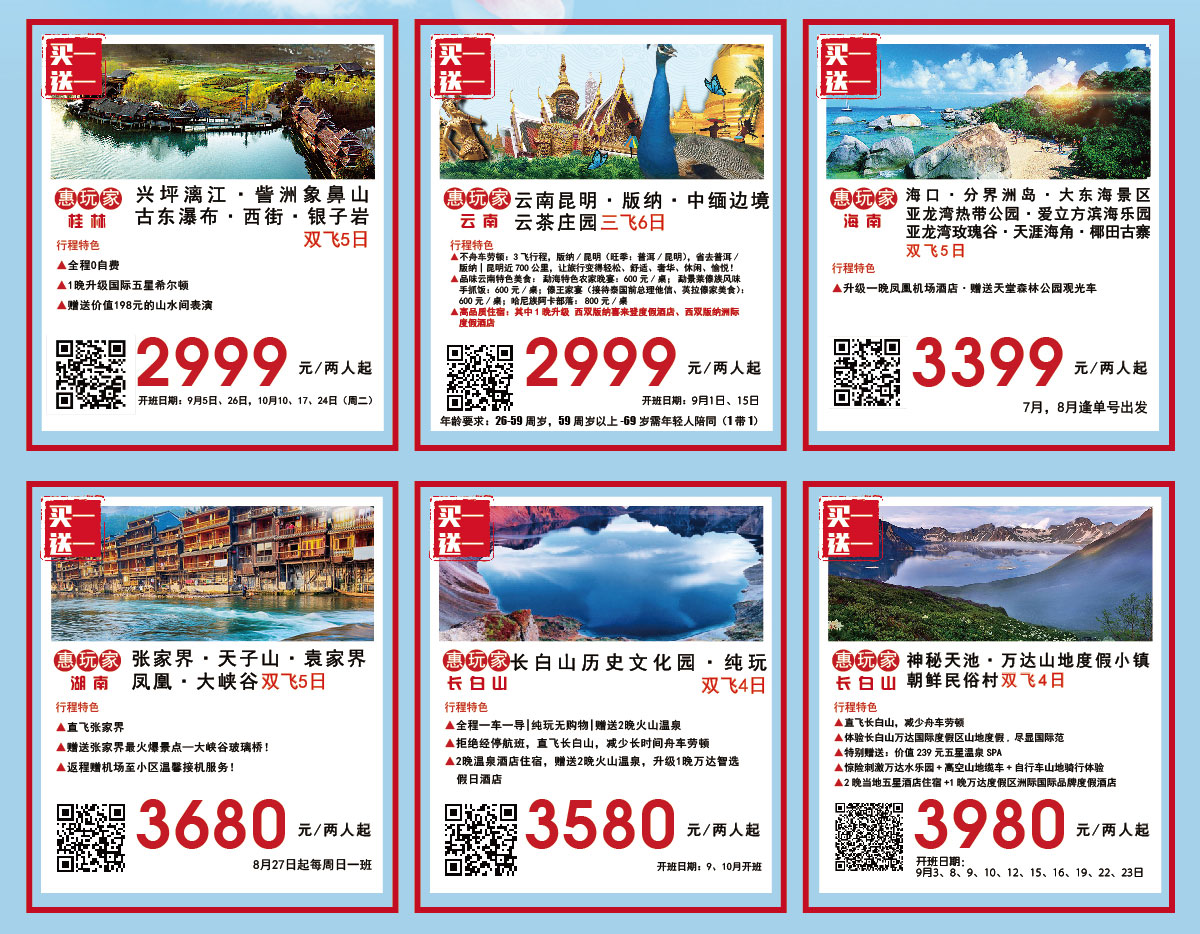 买一
送一
惠玩家
桂林
兴坪漓江·訾洲象鼻山
古东瀑布·西街·银子岩
双飞5日
行程特色
▲全程0自费
▲1晚升级国际五星希尔顿
▲赠送价值198元的山水间表演
2999 元/两人起
开班日期：9月5日、26日，10月10、17、24日（周二）
买一
送一
惠玩家
云南
云南昆明·版纳·中缅边境
云茶庄园三飞6日
行程特色
▲不舟车劳顿：3飞行程，版纳/昆明（旺季：普洱/昆明），省去普洱/
版纳|昆明近700公里，让旅行变得轻松、舒适、奢华、休闲、愉悦！
▲品味云南特色美食： 勐海特色农家晚宴：600元/桌； 勐景莱傣族风味
手抓饭：600元/桌；傣王家宴（接待泰国前总理他信、英拉傣家美食）：
600元/桌；哈尼族阿卡部落： 800元/桌
▲高品质住宿：其中1晚升级 西双版纳喜来登度假酒店、西双版纳洲际
度假酒店
2999 元/两人起
开班日期：9月1日、15日
年龄要求：26-59周岁，59周岁以上-69岁需年轻人陪同（1带1）
买一
送一
惠玩家
海南
海口·分界洲岛·大东海景区
亚龙湾热带公园·爱立方滨海乐园
亚龙湾玫瑰谷·天涯海角·椰田古寨
双飞5日
行程特色
▲升级一晚凤凰机场酒店·赠送天堂森林公园观光车
3399 元/两人起
7月，8月逢单号出发
买一
送一
惠玩家
湖南
张家界·天子山·袁家界
凤凰·大峡谷双飞5日
行程特色
▲直飞张家界
▲赠送张家界最火爆景点—大峡谷玻璃桥！
▲返程赠机场至小区温馨接机服务！
3680 元/两人起
8月27日起每周日一班
买一
送一
惠玩家
长白山
长白山历史文化园·纯玩
双飞4日
行程特色
▲全程一车一导|纯玩无购物|赠送2晚火山温泉
▲拒绝经停航班，直飞长白山，减少长时间舟车劳顿
▲2晚温泉酒店住宿，赠送2晚火山温泉，升级1晚万达智选
假日酒店
3580 元/两人起
开班日期：9、10月开班
买一
送一
惠玩家
长白山
神秘天池·万达山地度假小镇
朝鲜民俗村双飞4日
行程特色
▲直飞长白山，减少舟车劳顿
▲体验长白山万达国际度假区山地度假，尽显国际范
▲特别赠送：价值239元五星温泉SPA
▲惊险刺激万达水乐园+高空山地缆车+自行车山地骑行体验
▲2晚当地五星酒店住宿+1晚万达度假区洲际国际品牌度假酒店
3980 元/两人起
开班日期：
9月3、8、9、10、12、15、16、19、22、23日